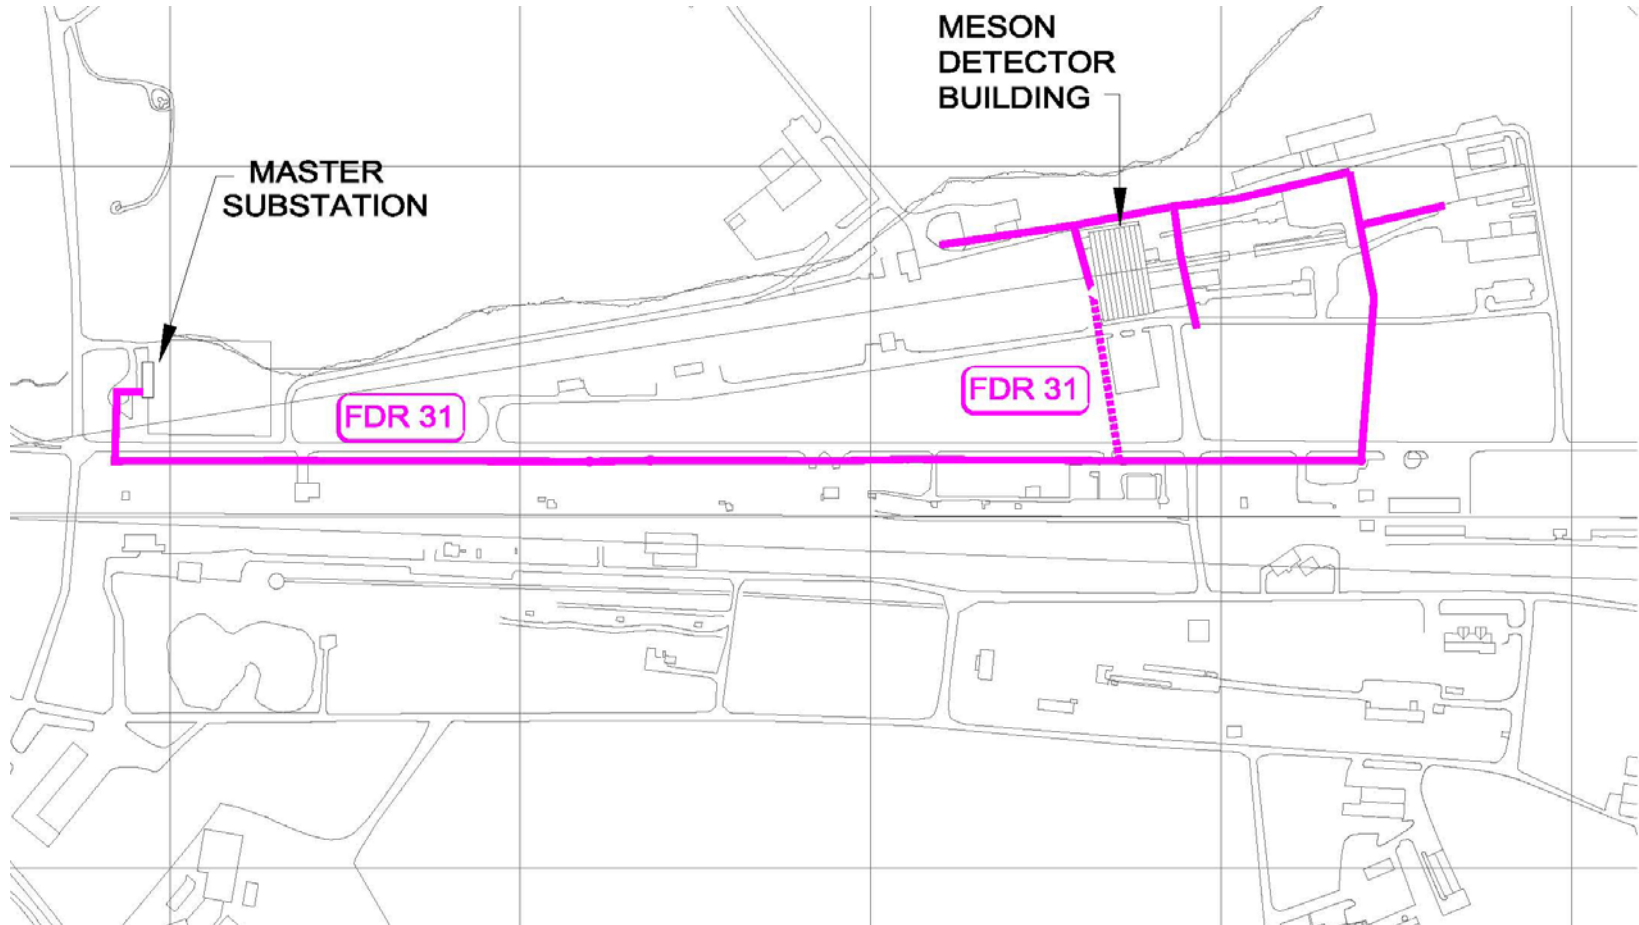 MESON
DETECTOR
BUILDING
MASTER
SUBSTATION
FDR 31
FDR 31